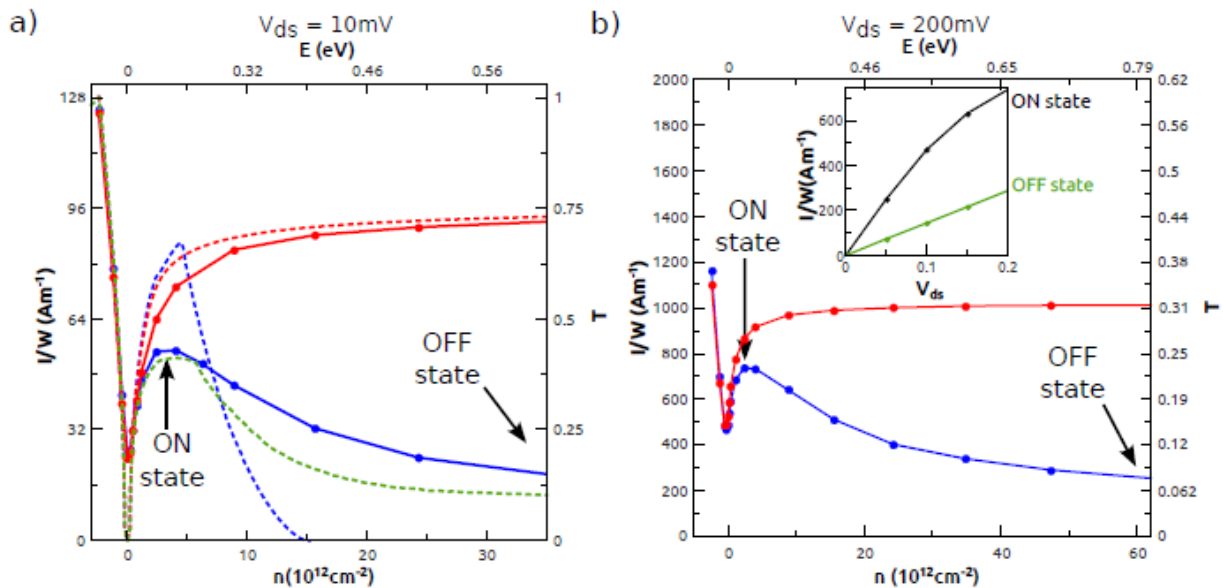 a)
V_ds = 10mV
E (eV)
0 0.32 0.46 0.56
128
96
64
32
0
I/W (Am⁻¹)
1
0.75
0.5
0.25
0
T
ON
state
OFF
state
0 10 20 30
n(10¹²cm⁻²)
b)
V_ds = 200mV
E (eV)
0 0.46 0.65 0.79
2000
1800
1600
1400
1200
1000
800
600
400
200
0
I/W (Am⁻¹)
0.62
0.56
0.5
0.44
0.38
0.31
0.25
0.19
0.12
0.062
0
T
ON
state
OFF
state
600
400
200
0
I/W(Am⁻¹)
ON state
OFF state
0 0.1 0.2
V_ds
0 20 40 60
n (10¹²cm⁻²)